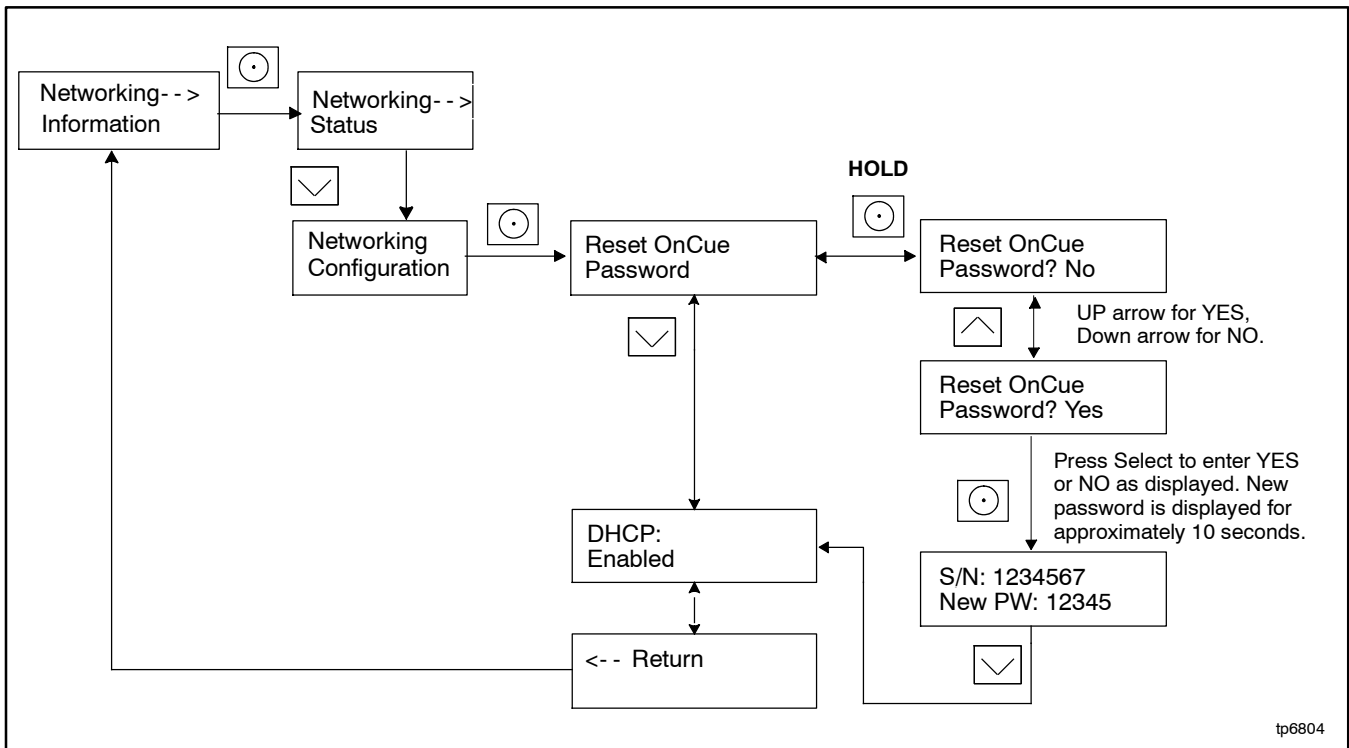 Networking- - >
Information
Networking- - >
Status
Networking
Configuration
Reset OnCue
Password
HOLD
Reset OnCue
Password? No
UP arrow for YES,
Down arrow for NO.
Reset OnCue
Password? Yes
Press Select to enter YES
or NO as displayed. New
password is displayed for
approximately 10 seconds.
DHCP:
Enabled
S/N: 1234567
New PW: 12345
<- - Return
tp6804